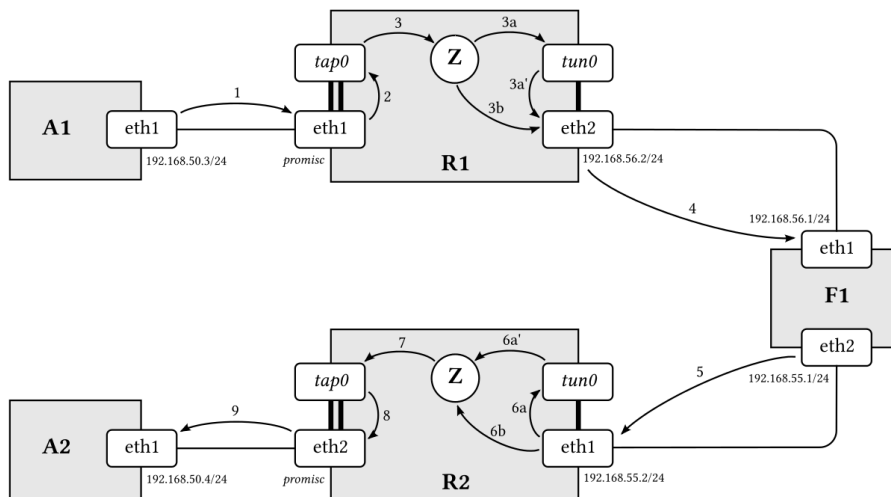 3
3a
tap0
Z
tun0
1
2
3a'
3b
A1
eth1
eth1
eth2
192.168.50.3/24
promisc
R1
192.168.56.2/24
4
192.168.56.1/24
eth1
F1
eth2
7
6a'
5
192.168.55.1/24
tap0
Z
tun0
9
8
6a
6b
A2
eth1
eth2
eth1
192.168.50.4/24
promisc
R2
192.168.55.2/24